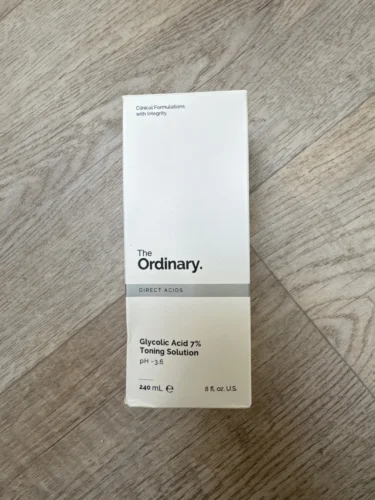 Clinical Formulations
with Integrity.
The
Ordinary.
DIRECT ACIDS
Glycolic Acid 7%
Toning Solution
pH ~3.6
240 mL ℮ 8 fl. oz. U.S.